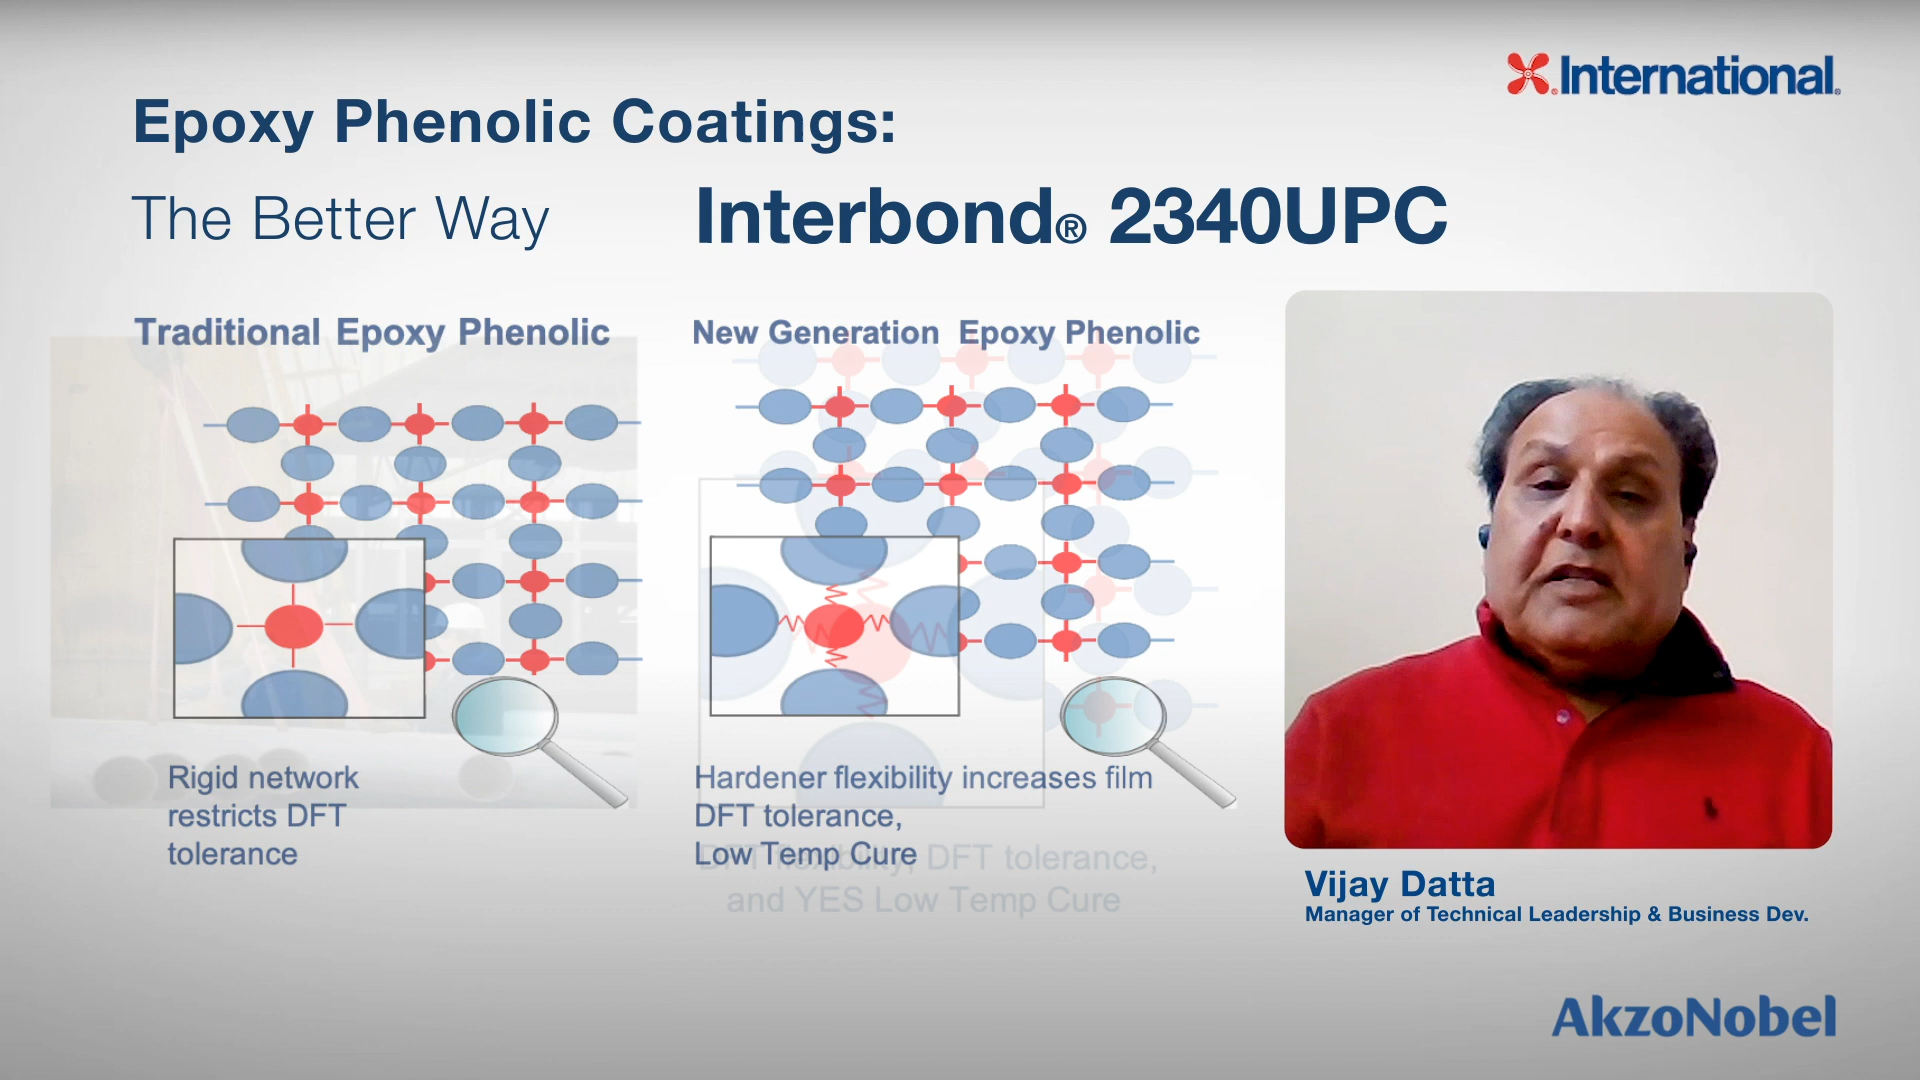 International
Epoxy Phenolic Coatings:
The Better Way
Interbond® 2340UPC
Traditional Epoxy Phenolic
New Generation Epoxy Phenolic
Rigid network
restricts DFT
tolerance
Hardener flexibility increases film
DFT tolerance,
Low Temp Cure
DFT flexibility, DFT tolerance,
and YES Low Temp Cure
Vijay Datta
Manager of Technical Leadership & Business Dev.
AkzoNobel